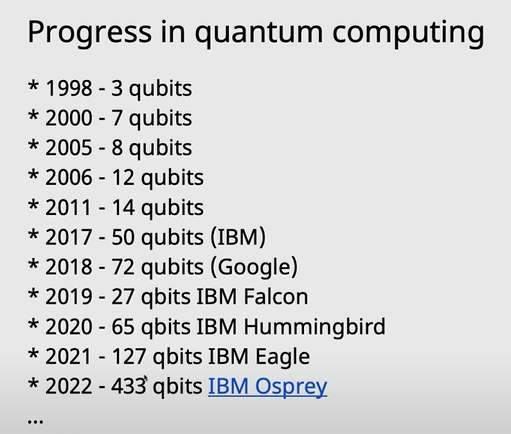 Progress in quantum computing
* 1998 - 3 qubits
* 2000 - 7 qubits
* 2005 - 8 qubits
* 2006 - 12 qubits
* 2011 - 14 qubits
* 2017 - 50 qubits (IBM)
* 2018 - 72 qubits (Google)
* 2019 - 27 qbits IBM Falcon
* 2020 - 65 qbits IBM Hummingbird
* 2021 - 127 qbits IBM Eagle
* 2022 - 433 qbits IBM Osprey
...